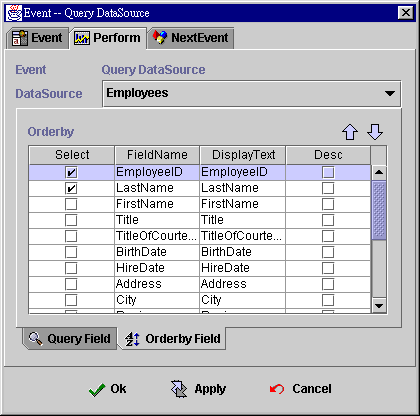 Event -- Query DataSource
Event Perform NextEvent
Event Query DataSource
DataSource Employees
Orderby
Select FieldName DisplayText Desc
EmployeeID EmployeeID
LastName LastName
FirstName FirstName
Title Title
TitleOfCourte... TitleOfCourte...
BirthDate BirthDate
HireDate HireDate
Address Address
City City
Query Field Orderby Field
Ok Apply Cancel